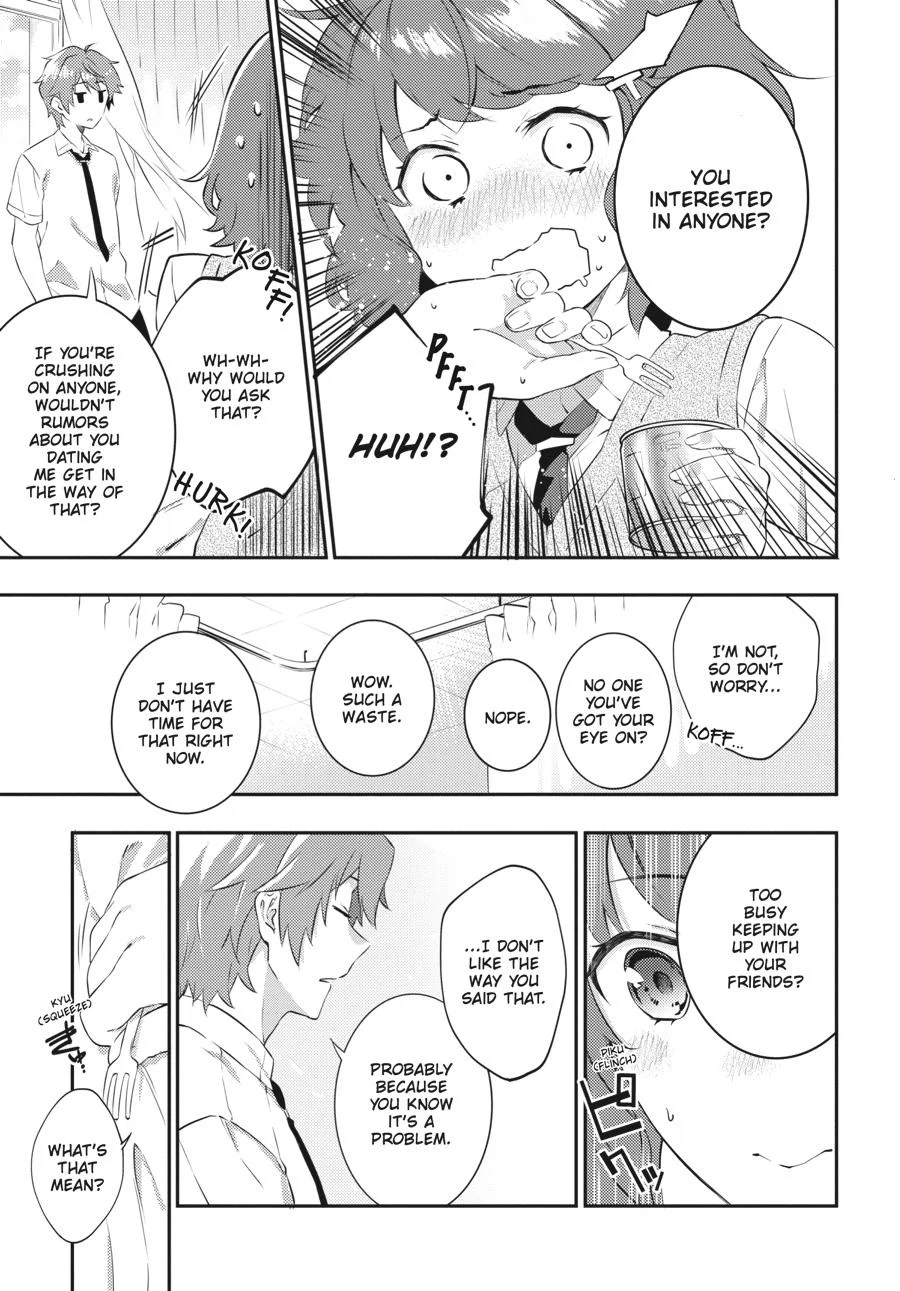 YOU
INTERESTED
IN ANYONE?
PFFT...
HUH!?
KOFF!
WH-WH-
WHY WOULD
YOU ASK
THAT?
HURK!
IF YOU'RE
CRUSHING
ON ANYONE,
WOULDN'T
RUMORS
ABOUT YOU
DATING
ME GET IN
THE WAY OF
THAT?
I'M NOT,
SO DON'T
WORRY...
KOFF...
NO ONE
YOU'VE
GOT YOUR
EYE ON?
NOPE.
WOW.
SUCH A
WASTE.
I JUST
DON'T HAVE
TIME FOR
THAT RIGHT
NOW.
TOO
BUSY
KEEPING
UP WITH
YOUR
FRIENDS?
PIKU
(FLINCH)
ピクッ
...I DON'T
LIKE THE
WAY YOU
SAID THAT.
PROBABLY
BECAUSE
YOU KNOW
IT'S A
PROBLEM.
KYU
(SQUEEZE)
WHAT'S
THAT
MEAN?